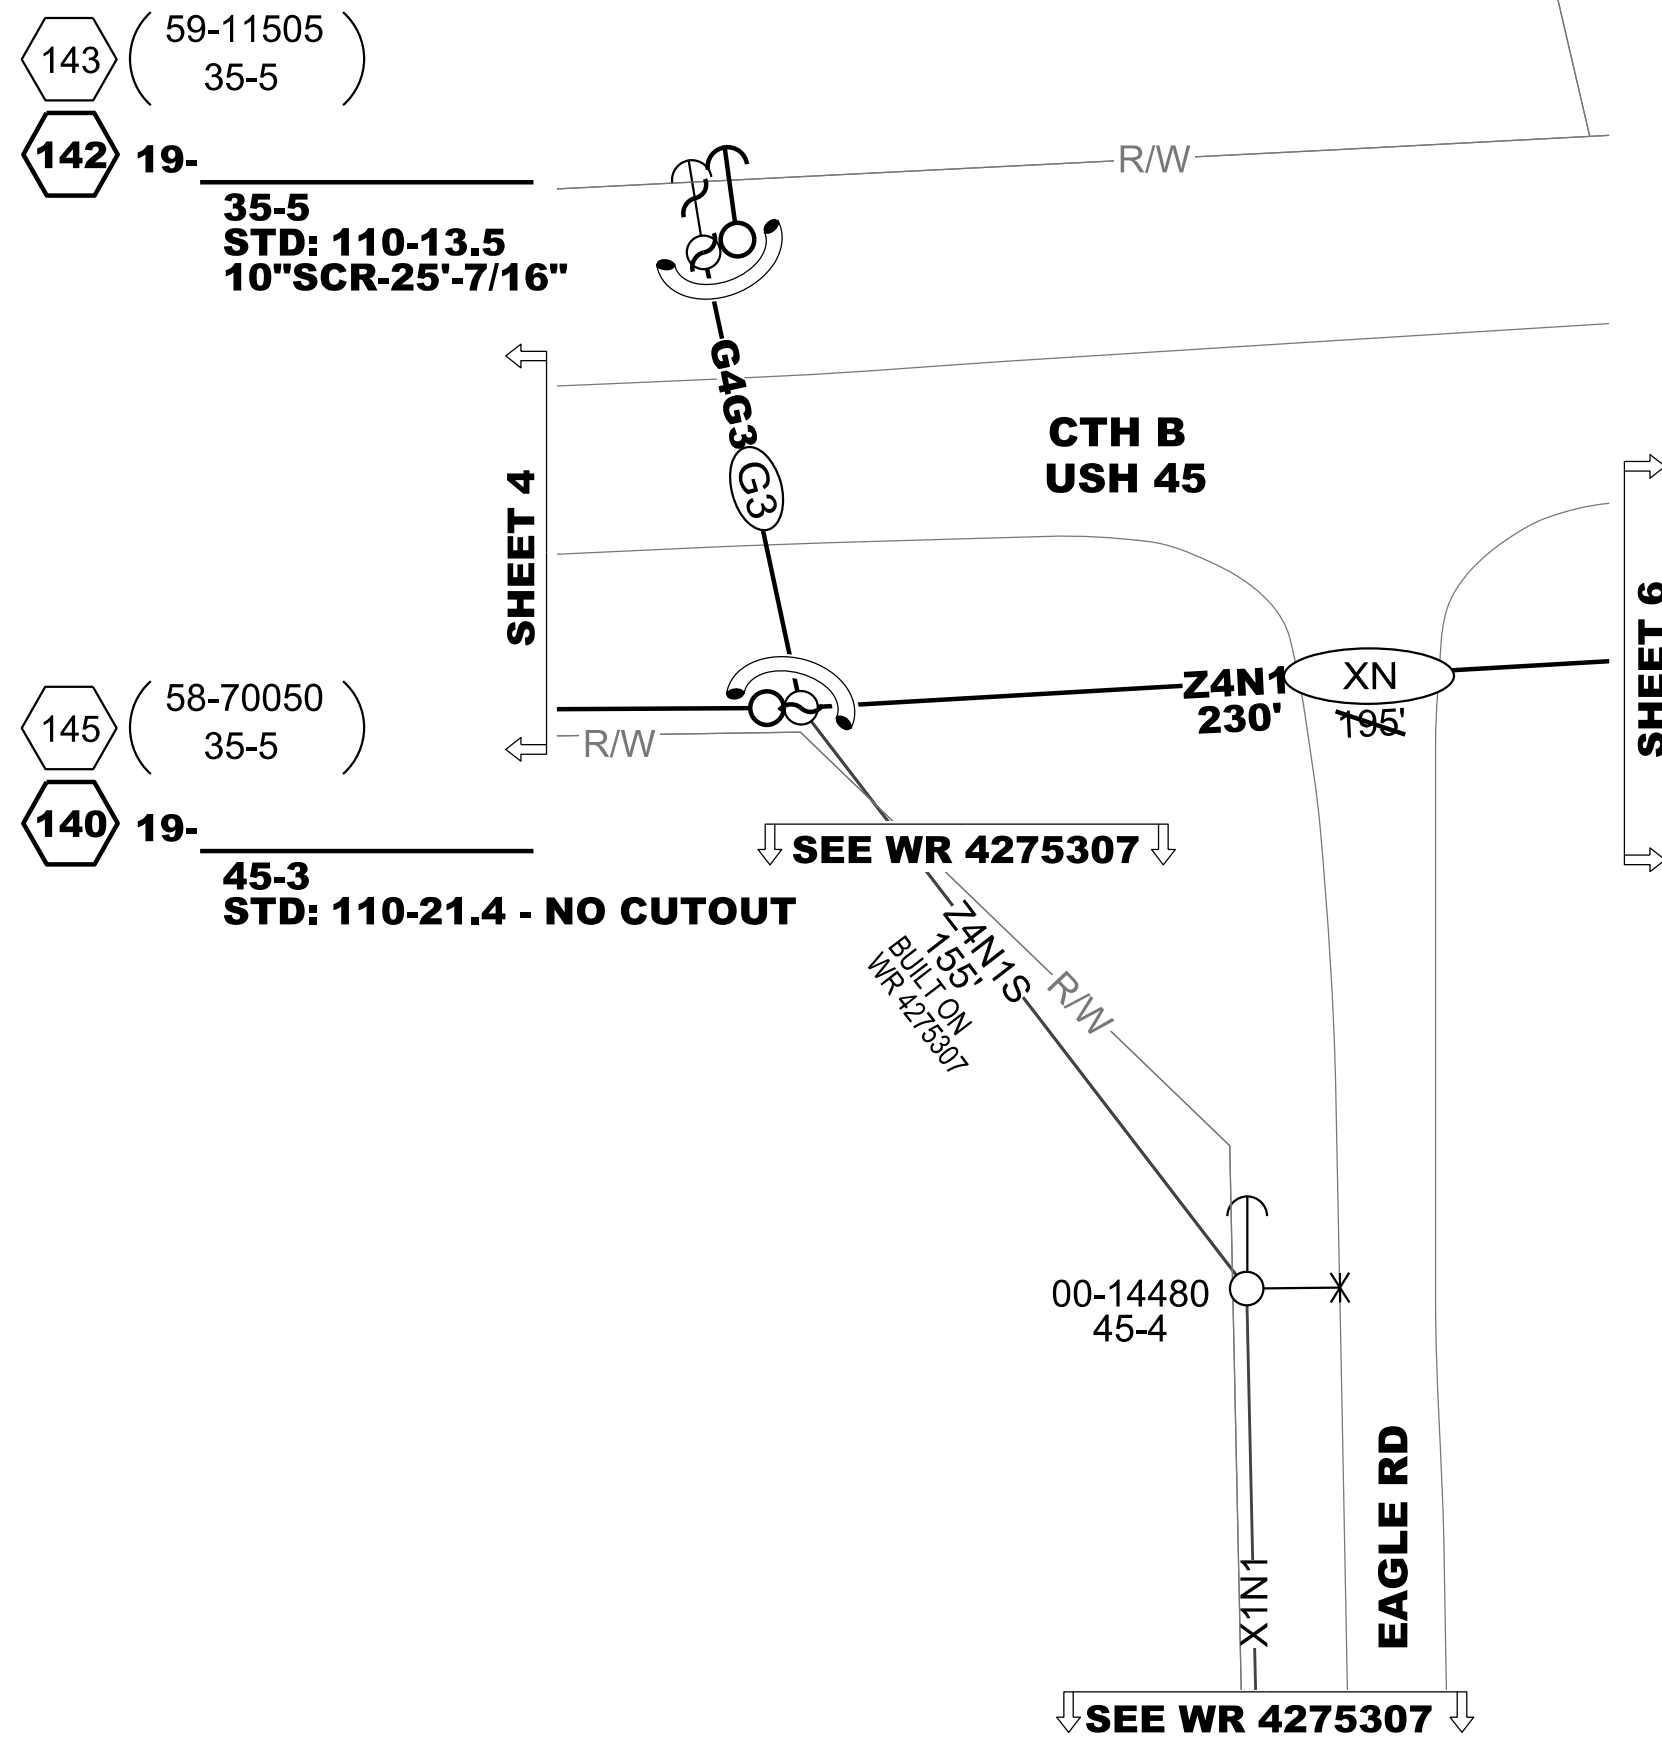 143
59-11505
35-5
142
19-
35-5
STD: 110-13.5
10"SCR-25'-7/16"
R/W
G4G3
G3
CTH B
USH 45
SHEET 4
SHEET 6
145
58-70050
35-5
140
19-
45-3
STD: 110-21.4 - NO CUTOUT
R/W
Z4N1
230'
XN
195'
SEE WR 4275307
Z4N1S
155'
BUILT ON
WR 4275307
R/W
00-14480
45-4
X1N1
EAGLE RD
SEE WR 4275307